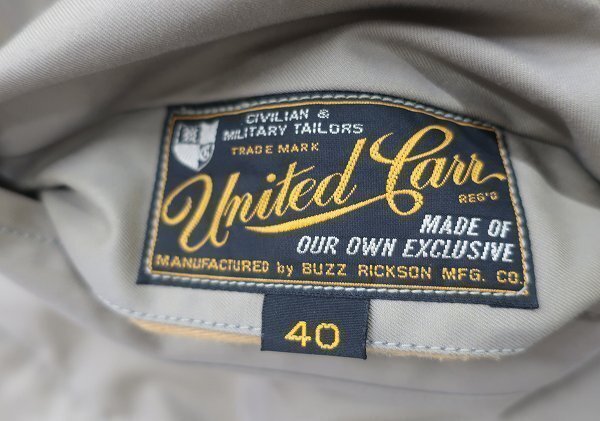 CIVILIAN &
MILITARY TAILORS
TRADE MARK
United Carr
REG'S
MADE OF
OUR OWN EXCLUSIVE
MANUFACTURED by BUZZ RICKSON MFG. CO.
40